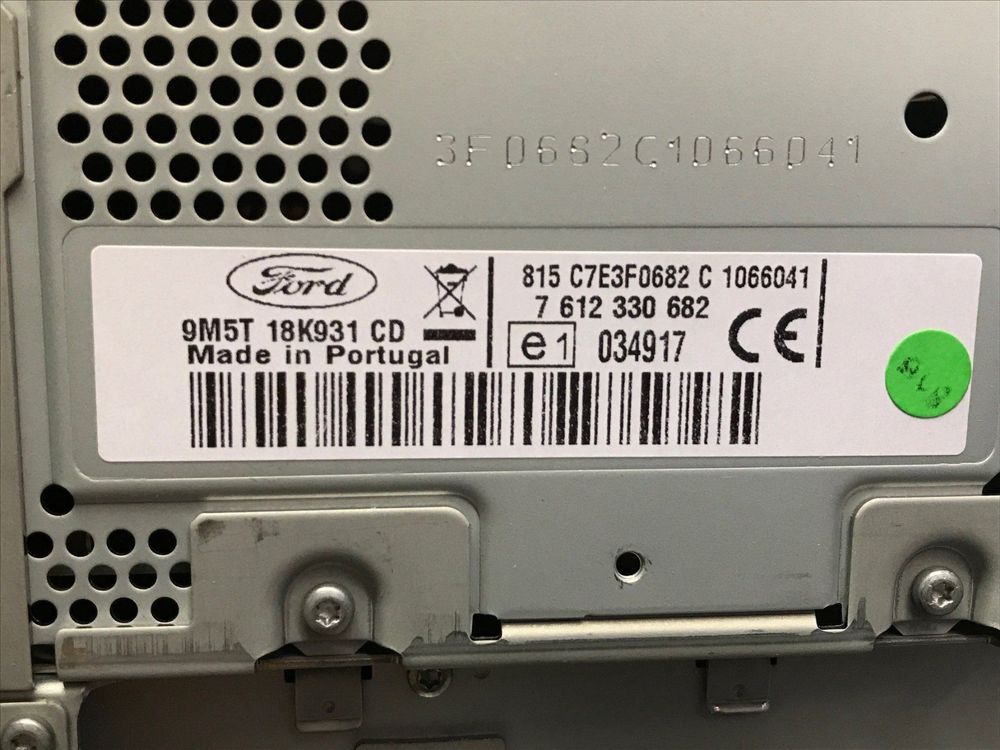 3F0682C1066041
Ford
9M5T 18K931 CD
Made in Portugal
815 C7E3F0682 C 1066041
7 612 330 682
e1 034917 CE